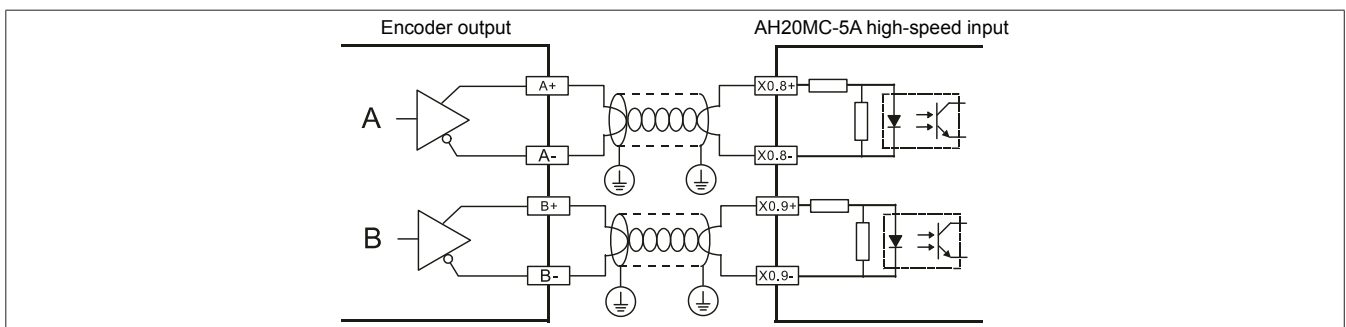 Encoder output
AH20MC-5A high-speed input
A
A+
X0.8+
A-
X0.8-
B
B+
X0.9+
B-
X0.9-